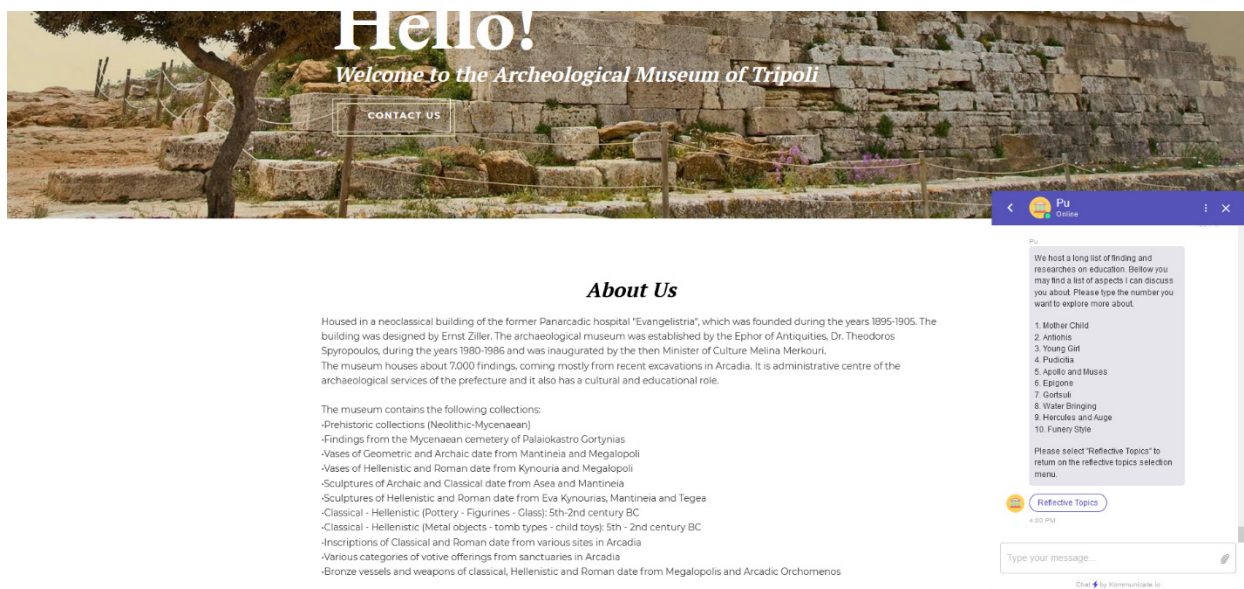 Hello!
Welcome to the Archeological Museum of Tripoli
CONTACT US
About Us
Housed in a neoclassical building of the former Panarcadic hospital "Evangelistria", which was founded during the years 1895-1905. The
building was designed by Ernst Ziller. The archaeological museum was established by the Ephor of Antiquities, Dr. Theodoros
Spyropoulos, during the years 1980-1986 and was inaugurated by the then Minister of Culture Melina Merkouri.
The museum houses about 7.000 findings, coming mostly from recent excavations in Arcadia. It is administrative centre of the
archaeological services of the prefecture and it also has a cultural and educational role.
The museum contains the following collections:
•Prehistoric collections (Neolithic-Mycenaean)
•Findings from the Mycenaean cemetery of Palaiokastro Gortynias
•Vases of Geometric and Archaic date from Mantineia and Megalopoli
•Vases of Hellenistic and Roman date from Kynouria and Megalopoli
•Sculptures of Archaic and Classical date from Asea and Mantineia
•Sculptures of Hellenistic and Roman date from Eva Kynourias, Mantineia and Tegea
•Classical - Hellenistic (Pottery - Figurines - Glass): 5th-2nd century BC
•Classical - Hellenistic (Metal objects - tomb types - child toys): 5th - 2nd century BC
•Inscriptions of Classical and Roman date from various sites in Arcadia
•Various categories of votive offerings from sanctuaries in Arcadia
•Bronze vessels and weapons of classical, Hellenistic and Roman date from Megalopolis and Arcadic Orchomenos
Pu
Online
Pu
We host a long list of finding and
researches on education. Bellow you
may find a list of aspects I can discuss
you about. Please type the number you
want to explore more about.
1. Mother Child
2. Antiohis
3. Young Girl
4. Pudicitia
5. Apollo and Muses
6. Epigone
7. Gortsuli
8. Water Bringing
9. Hercules and Auge
10. Funery Style
Please select "Reflective Topics" to
return on the reflective topics selection
menu.
Reflective Topics
Type your message...
Chat by Kommunicate.io